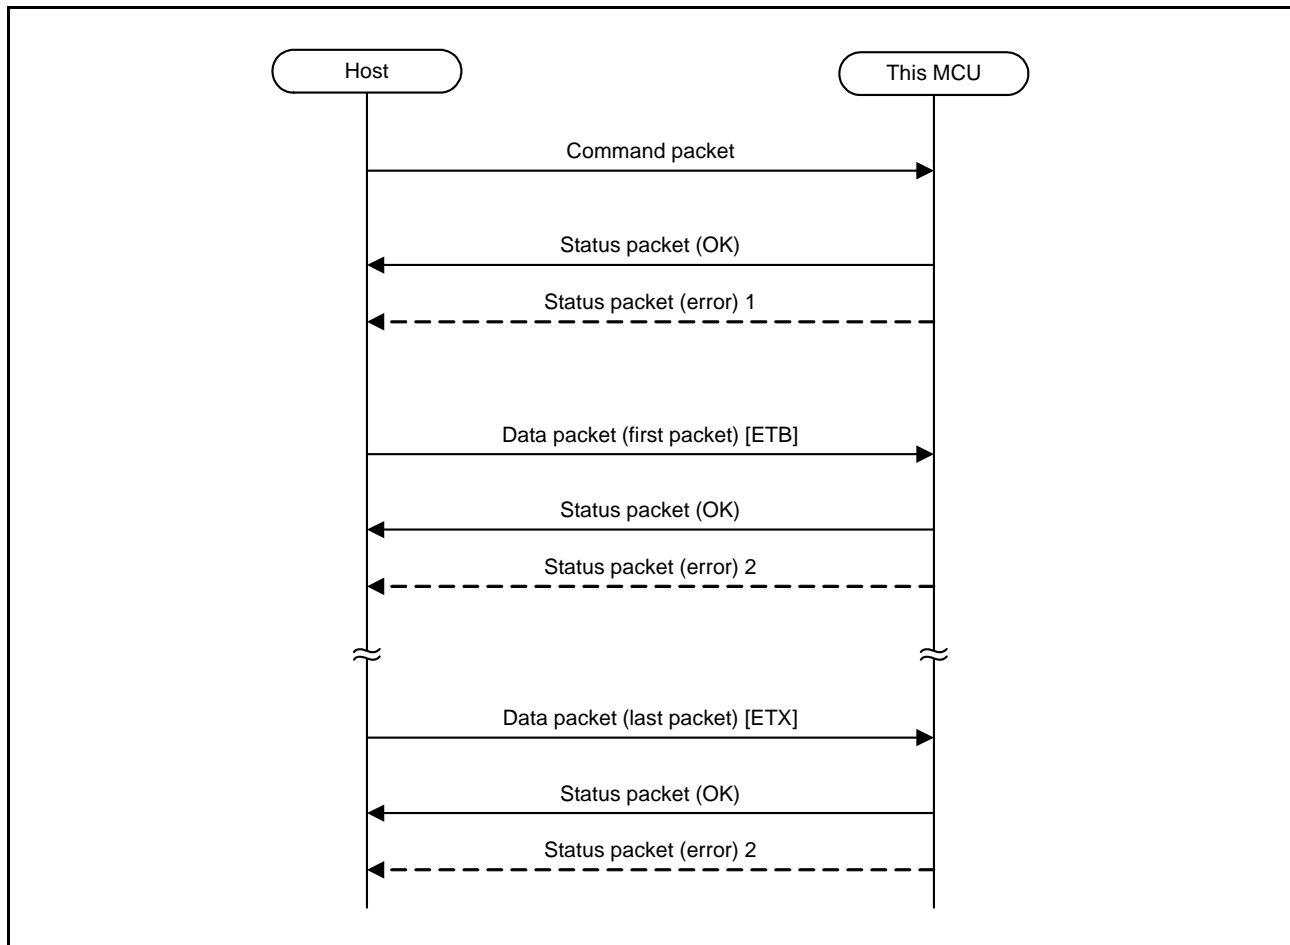 Host
This MCU
Command packet
Status packet (OK)
Status packet (error) 1
Data packet (first packet) [ETB]
Status packet (OK)
Status packet (error) 2
Data packet (last packet) [ETX]
Status packet (OK)
Status packet (error) 2